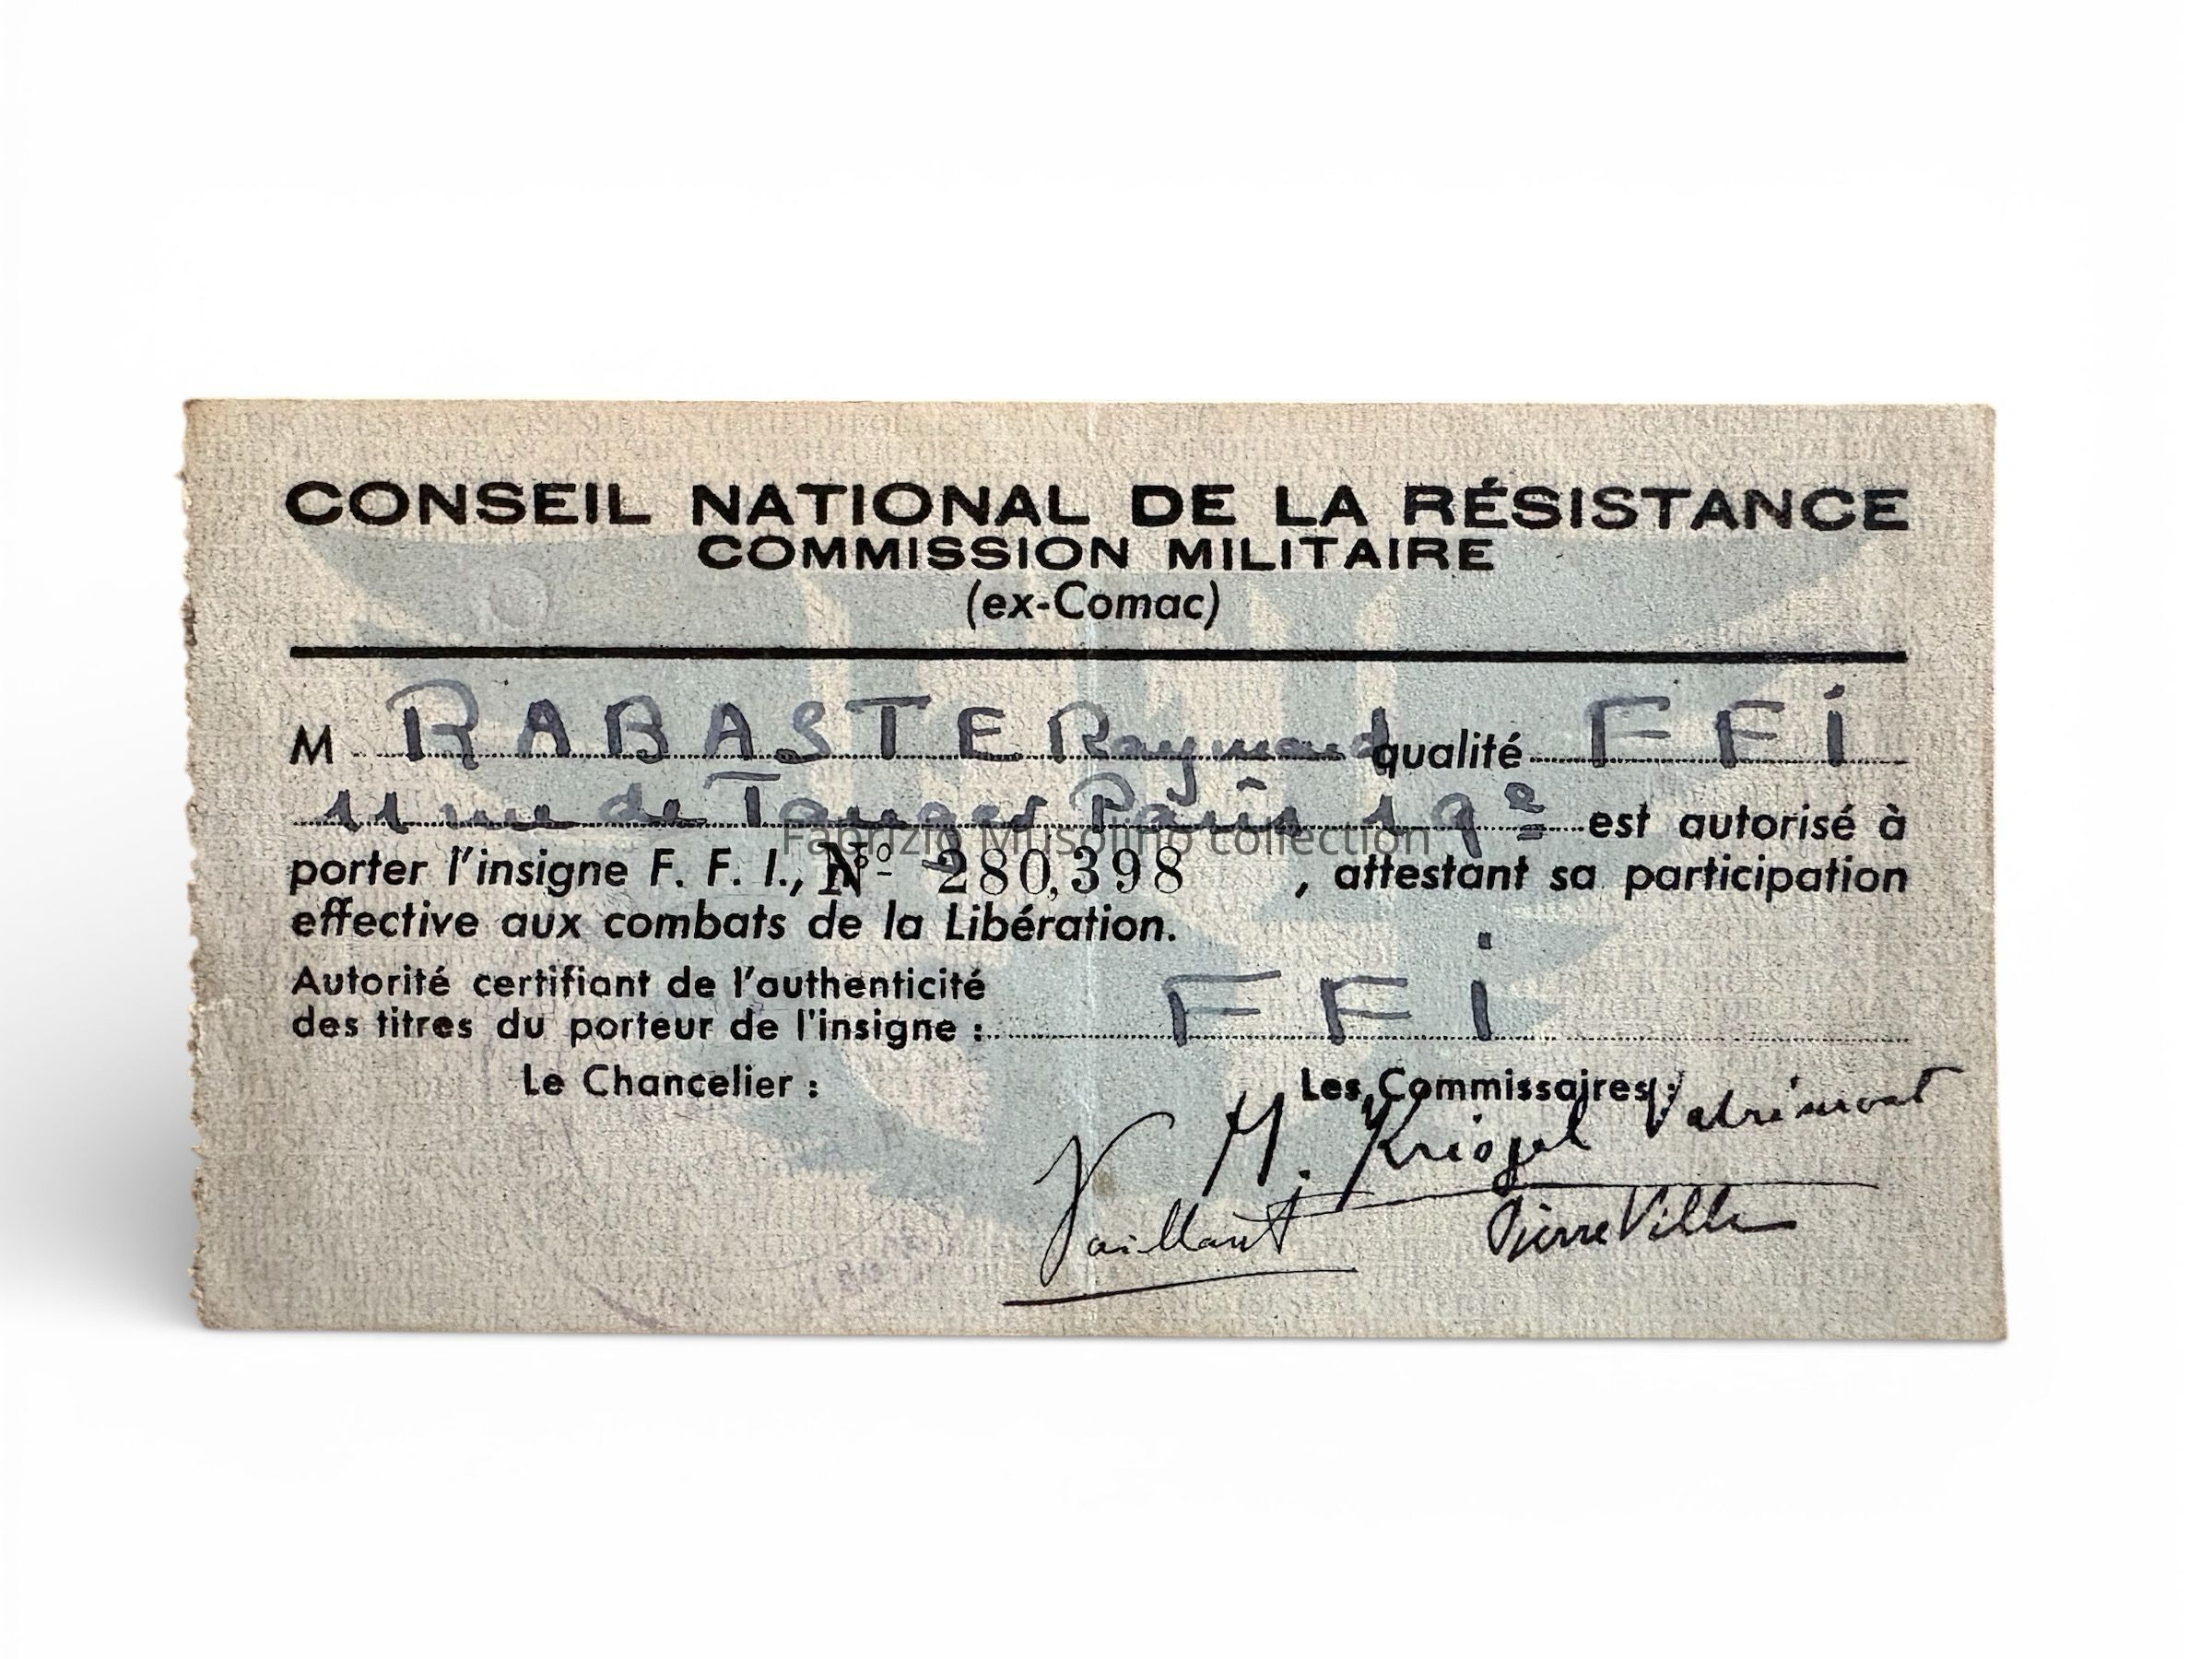 CONSEIL NATIONAL DE LA RÉSISTANCE
COMMISSION MILITAIRE
(ex-Comac)
M RABASTE Raymond qualité FFi
11 rue de Tanger Paris 19e est autorisé à
Fabrizio Musolino collection
porter l'insigne F. F. I., Nº 280,398 , attestant sa participation
effective aux combats de la Libération.
Autorité certifiant de l'authenticité
des titres du porteur de l'insigne : FFi
Le Chancelier : Les Commissaires :
M. Kriegel Valrimont
Vaillant Pierre Villon